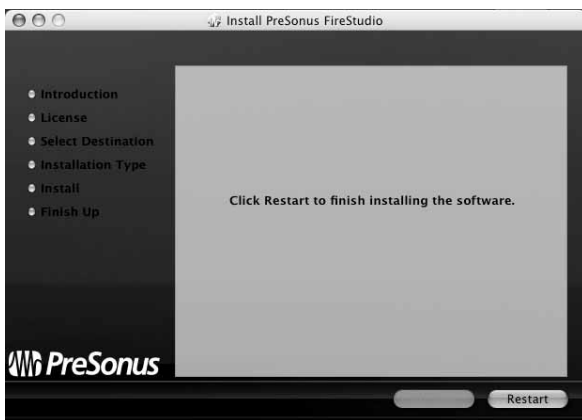 Install PreSonus FireStudio
Introduction
License
Select Destination
Installation Type
Install
Finish Up
Click Restart to finish installing the software.
PreSonus
Restart